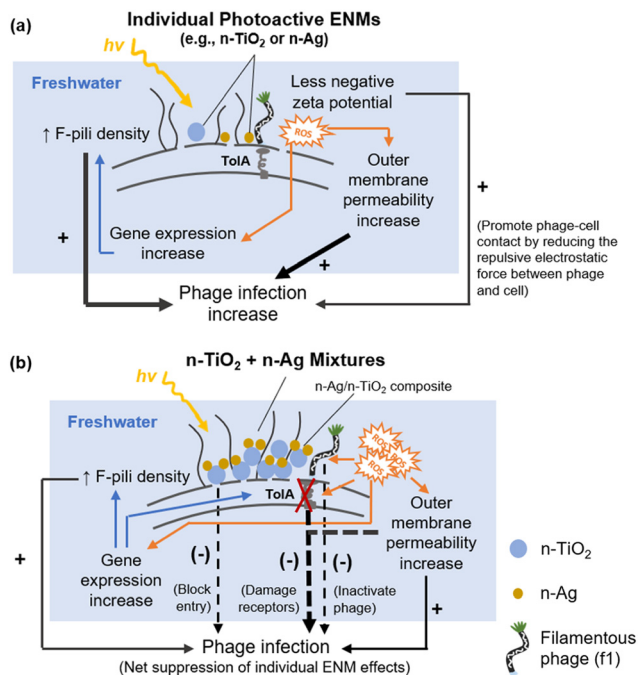 (a)
Individual Photoactive ENMs
(e.g., n-TiO₂ or n-Ag)
hv
Freshwater
Less negative
zeta potential
↑ F-pili density
ROS
TolA
Outer
membrane
permeability
increase
+
+
Gene expression
increase
+
(Promote phage-cell
contact by reducing the
repulsive electrostatic
force between phage
and cell)
Phage infection
increase
(b)
n-TiO₂ + n-Ag Mixtures
hv
n-Ag/n-TiO₂ composite
Freshwater
ROS
ROS
ROS
↑ F-pili density
TolA
Outer
membrane
permeability
increase
+
Gene
expression
increase
(-)
(-)
(-)
(Block
entry)
(Damage
receptors)
(Inactivate
phage)
+
Phage infection
(Net suppression of individual ENM effects)
n-TiO₂
n-Ag
Filamentous
phage (f1)